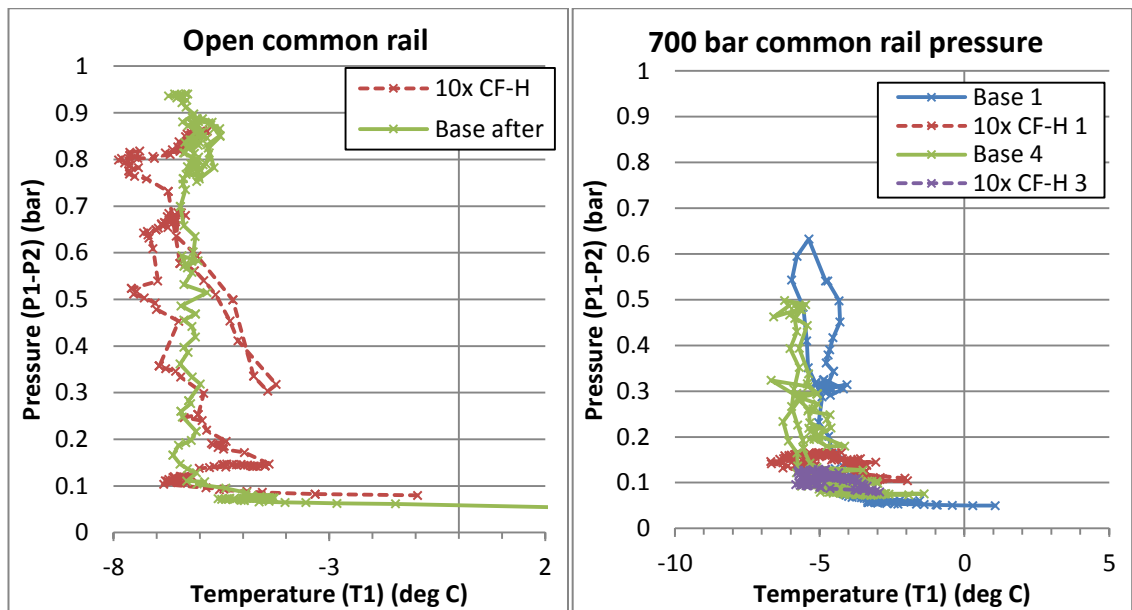 Open common rail
Pressure (P1-P2) (bar)
1
0.9
0.8
0.7
0.6
0.5
0.4
0.3
0.2
0.1
0
-8
-3
2
Temperature (T1) (deg C)
10x CF-H
Base after
700 bar common rail pressure
Pressure (P1-P2) (bar)
1
0.9
0.8
0.7
0.6
0.5
0.4
0.3
0.2
0.1
0
-10
-5
0
5
Temperature (T1) (deg C)
Base 1
10x CF-H 1
Base 4
10x CF-H 3